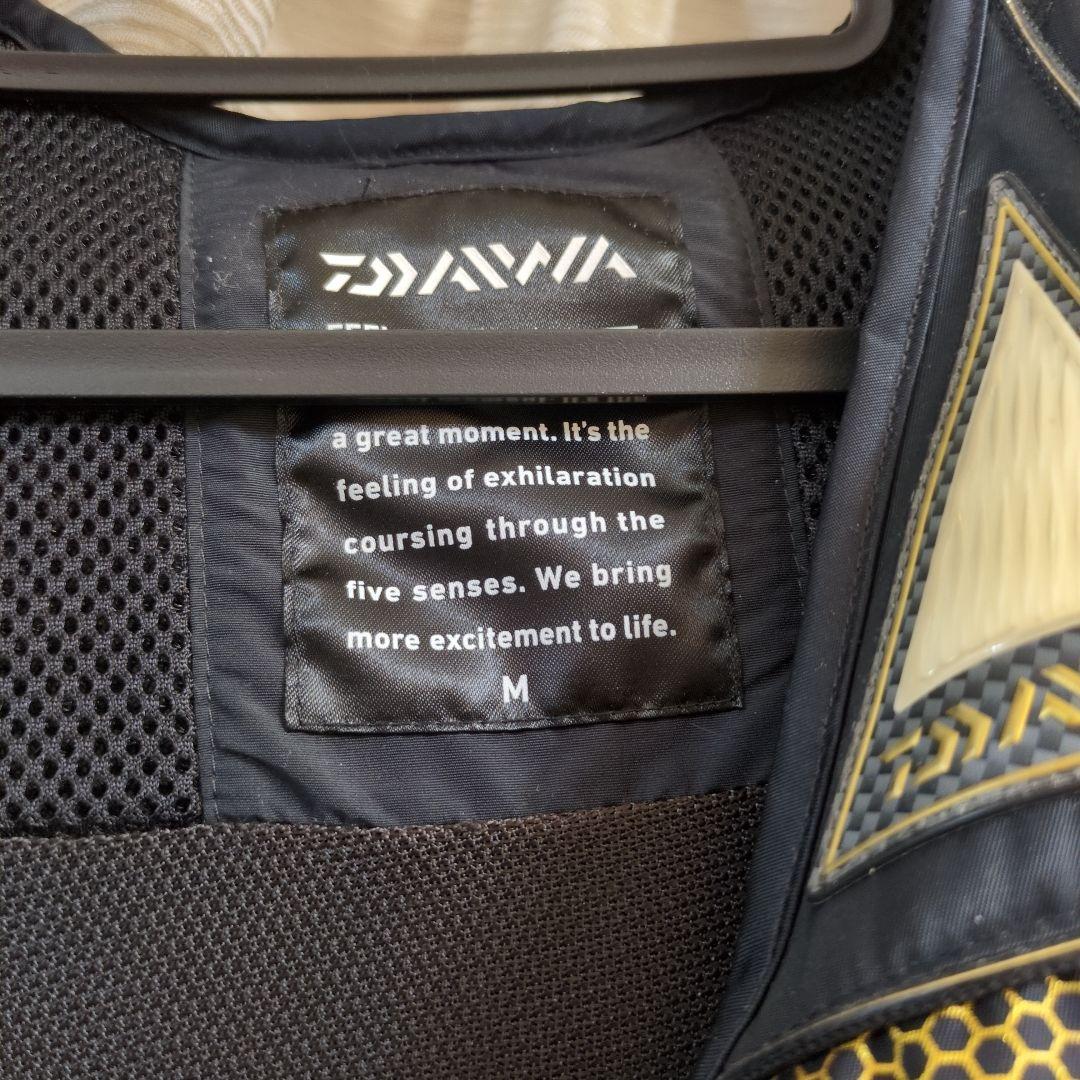 DAIWA
a great moment. It's the
feeling of exhilaration
coursing through the
five senses. We bring
more excitement to life.
M
DAIWA